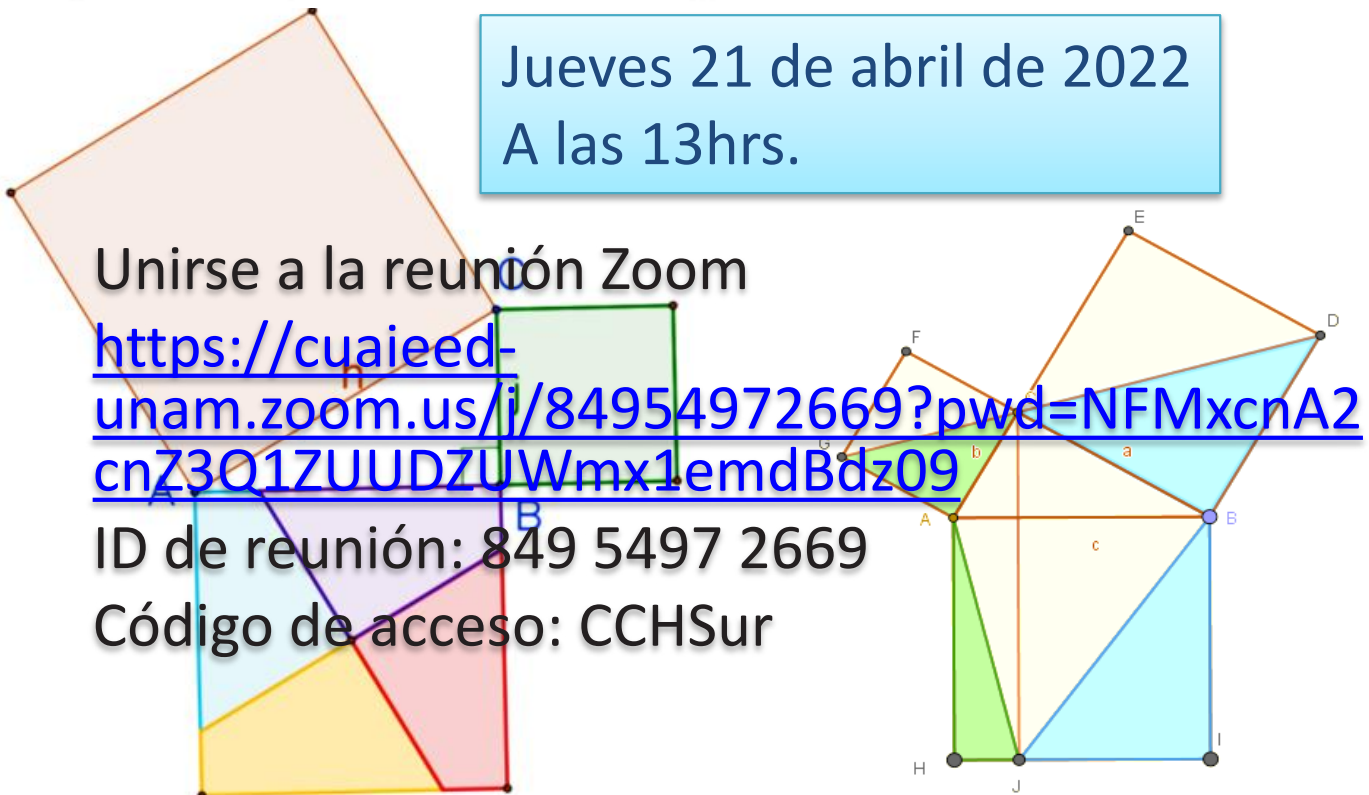 Jueves 21 de abril de 2022
A las 13hrs.
Unirse a la reunión Zoom
https://cuaieed-
unam.zoom.us/j/84954972669?pwd=NFMxcnA2
cnZ3Q1ZUUDZUWmx1emdBdz09
ID de reunión: 849 5497 2669
Código de acceso: CCHSur
C
h
j
A
B
E
D
F
C
G
b
a
A
B
c
H
J
I